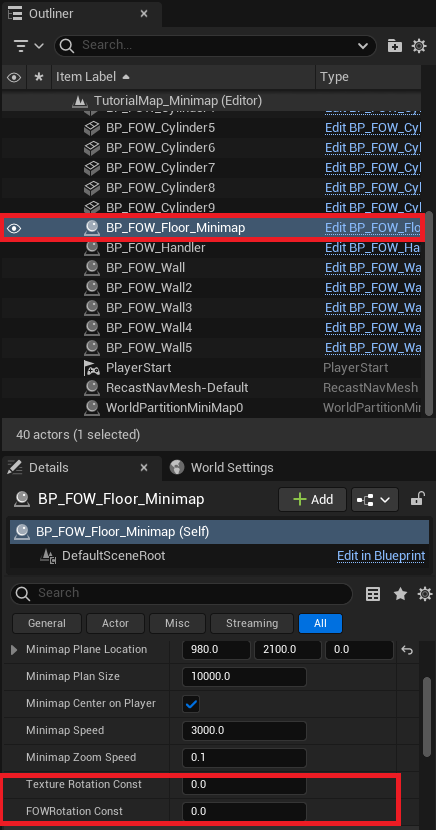 Outliner
Search...
Item Label Type
TutorialMap_Minimap (Editor)
BP_FOW_Cylinder5 Edit BP_FOW_Cyl
BP_FOW_Cylinder6 Edit BP_FOW_Cyl
BP_FOW_Cylinder7 Edit BP_FOW_Cyl
BP_FOW_Cylinder8 Edit BP_FOW_Cyl
BP_FOW_Cylinder9 Edit BP_FOW_Cyl
BP_FOW_Floor_Minimap Edit BP_FOW_Flo
BP_FOW_Handler Edit BP_FOW_Ha
BP_FOW_Wall Edit BP_FOW_Wa
BP_FOW_Wall2 Edit BP_FOW_Wa
BP_FOW_Wall3 Edit BP_FOW_Wa
BP_FOW_Wall4 Edit BP_FOW_Wa
BP_FOW_Wall5 Edit BP_FOW_Wa
PlayerStart PlayerStart
RecastNavMesh-Default RecastNavMesh
WorldPartitionMiniMap0 WorldPartitionMin
40 actors (1 selected)
Details World Settings
BP_FOW_Floor_Minimap Add
BP_FOW_Floor_Minimap (Self)
DefaultSceneRoot Edit in Blueprint
Search
General Actor Misc Streaming All
Minimap Plane Location 980.0 2100.0 0.0
Minimap Plan Size 10000.0
Minimap Center on Player
Minimap Speed 3000.0
Minimap Zoom Speed 0.1
Texture Rotation Const 0.0
FOWRotation Const 0.0